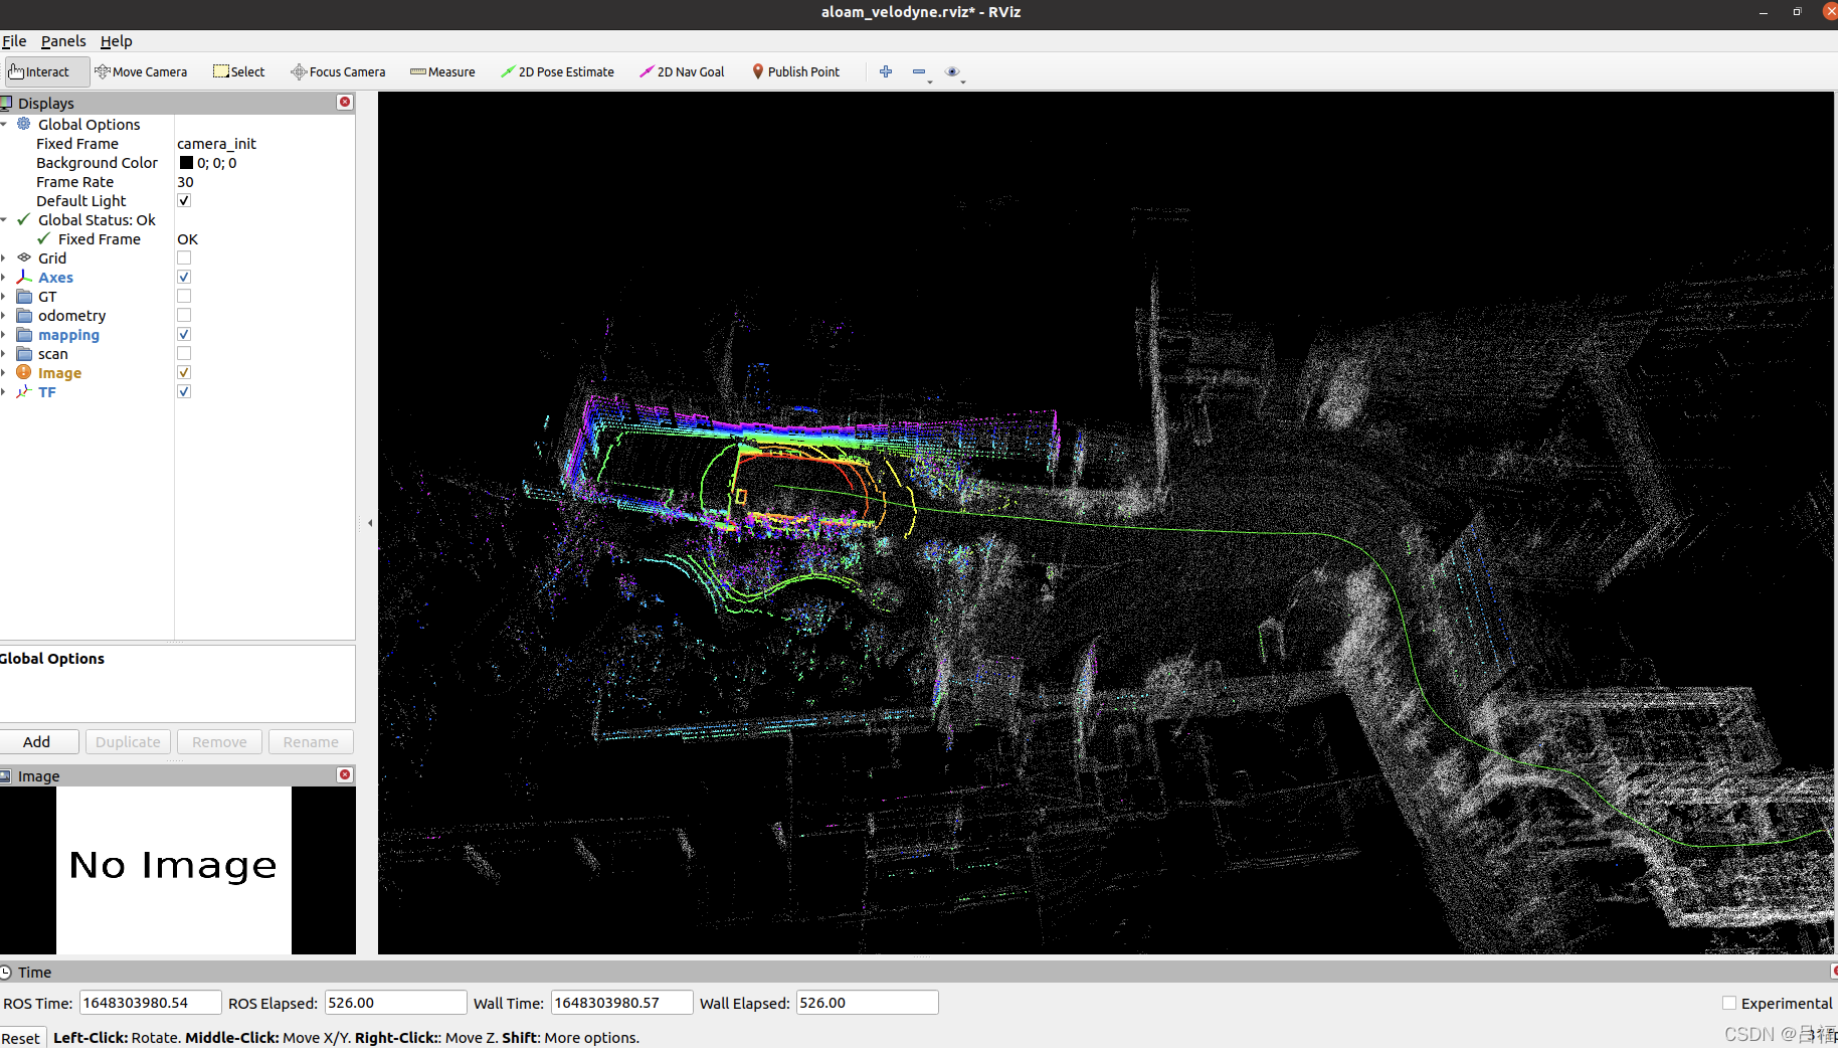 aloam_velodyne.rviz* - RViz
File Panels Help
Interact Move Camera Select Focus Camera Measure 2D Pose Estimate 2D Nav Goal Publish Point
Displays
Global Options
Fixed Frame camera_init
Background Color 0; 0; 0
Frame Rate 30
Default Light
Global Status: Ok
Fixed Frame OK
Grid
Axes
GT
odometry
mapping
scan
Image
TF
Global Options
Add Duplicate Remove Rename
Image
No Image
Time
ROS Time: 1648303980.54 ROS Elapsed: 526.00 Wall Time: 1648303980.57 Wall Elapsed: 526.00 Experimental
Reset Left-Click: Rotate. Middle-Click: Move X/Y. Right-Click:: Move Z. Shift: More options.
CSDN